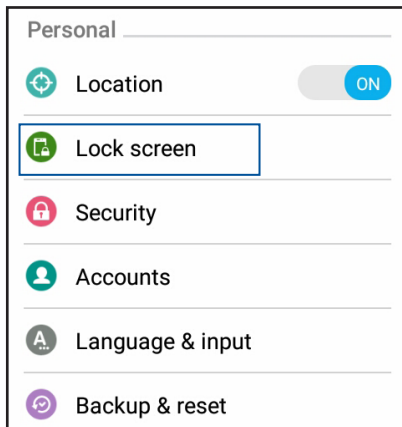 Personal
Location ON
Lock screen
Security
Accounts
A...
Language & input
Backup & reset